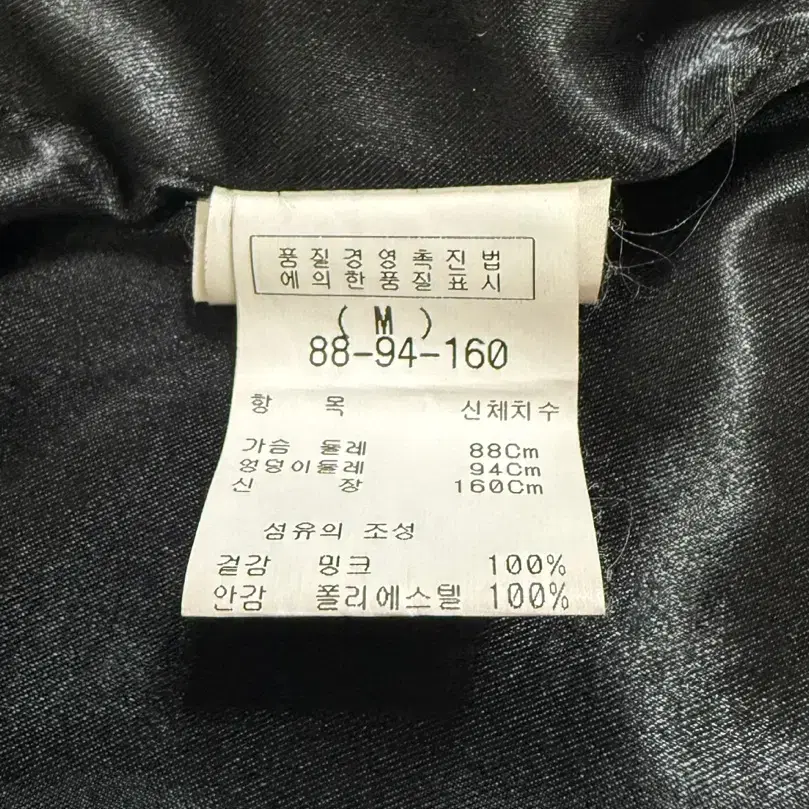 품질경영촉진법
에의한품질표시
( M )
88-94-160
항 목 신체치수
가슴 둘레 88Cm
엉덩이둘레 94Cm
신 장 160Cm
섬유의 조성
겉감 밍크 100%
안감 폴리에스텔 100%